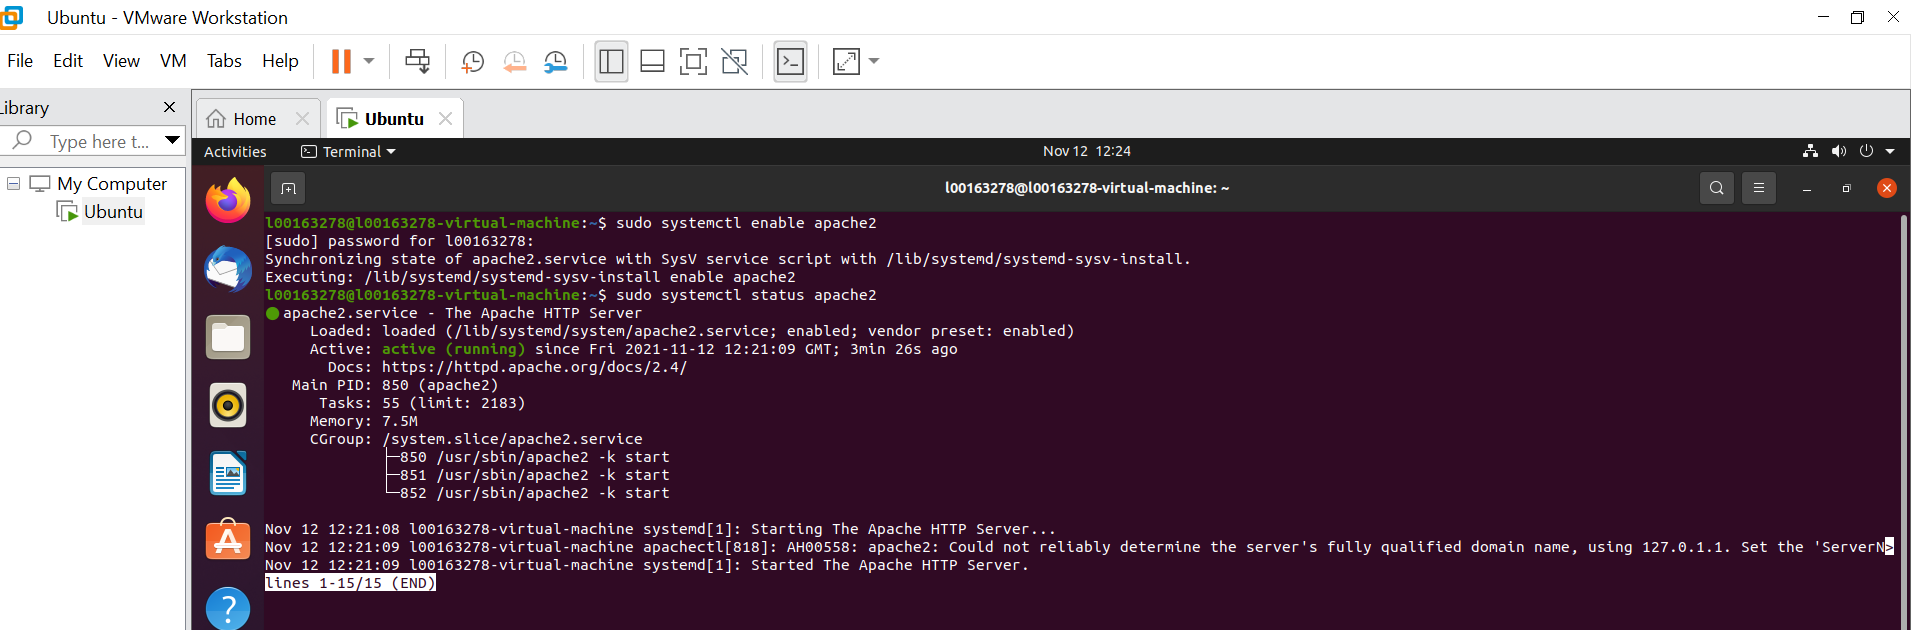 Ubuntu - VMware Workstation
File Edit View VM Tabs Help
Library
Type here t...
My Computer
Ubuntu
Home Ubuntu
Activities Terminal Nov 12 12:24
l00163278@l00163278-virtual-machine: ~
l00163278@l00163278-virtual-machine:~$ sudo systemctl enable apache2
[sudo] password for l00163278:
Synchronizing state of apache2.service with SysV service script with /lib/systemd/systemd-sysv-install.
Executing: /lib/systemd/systemd-sysv-install enable apache2
l00163278@l00163278-virtual-machine:~$ sudo systemctl status apache2
● apache2.service - The Apache HTTP Server
Loaded: loaded (/lib/systemd/system/apache2.service; enabled; vendor preset: enabled)
Active: active (running) since Fri 2021-11-12 12:21:09 GMT; 3min 26s ago
Docs: https://httpd.apache.org/docs/2.4/
Main PID: 850 (apache2)
Tasks: 55 (limit: 2183)
Memory: 7.5M
CGroup: /system.slice/apache2.service
├─850 /usr/sbin/apache2 -k start
├─851 /usr/sbin/apache2 -k start
└─852 /usr/sbin/apache2 -k start
Nov 12 12:21:08 l00163278-virtual-machine systemd[1]: Starting The Apache HTTP Server...
Nov 12 12:21:09 l00163278-virtual-machine apachectl[818]: AH00558: apache2: Could not reliably determine the server's fully qualified domain name, using 127.0.1.1. Set the 'ServerN>
Nov 12 12:21:09 l00163278-virtual-machine systemd[1]: Started The Apache HTTP Server.
lines 1-15/15 (END)